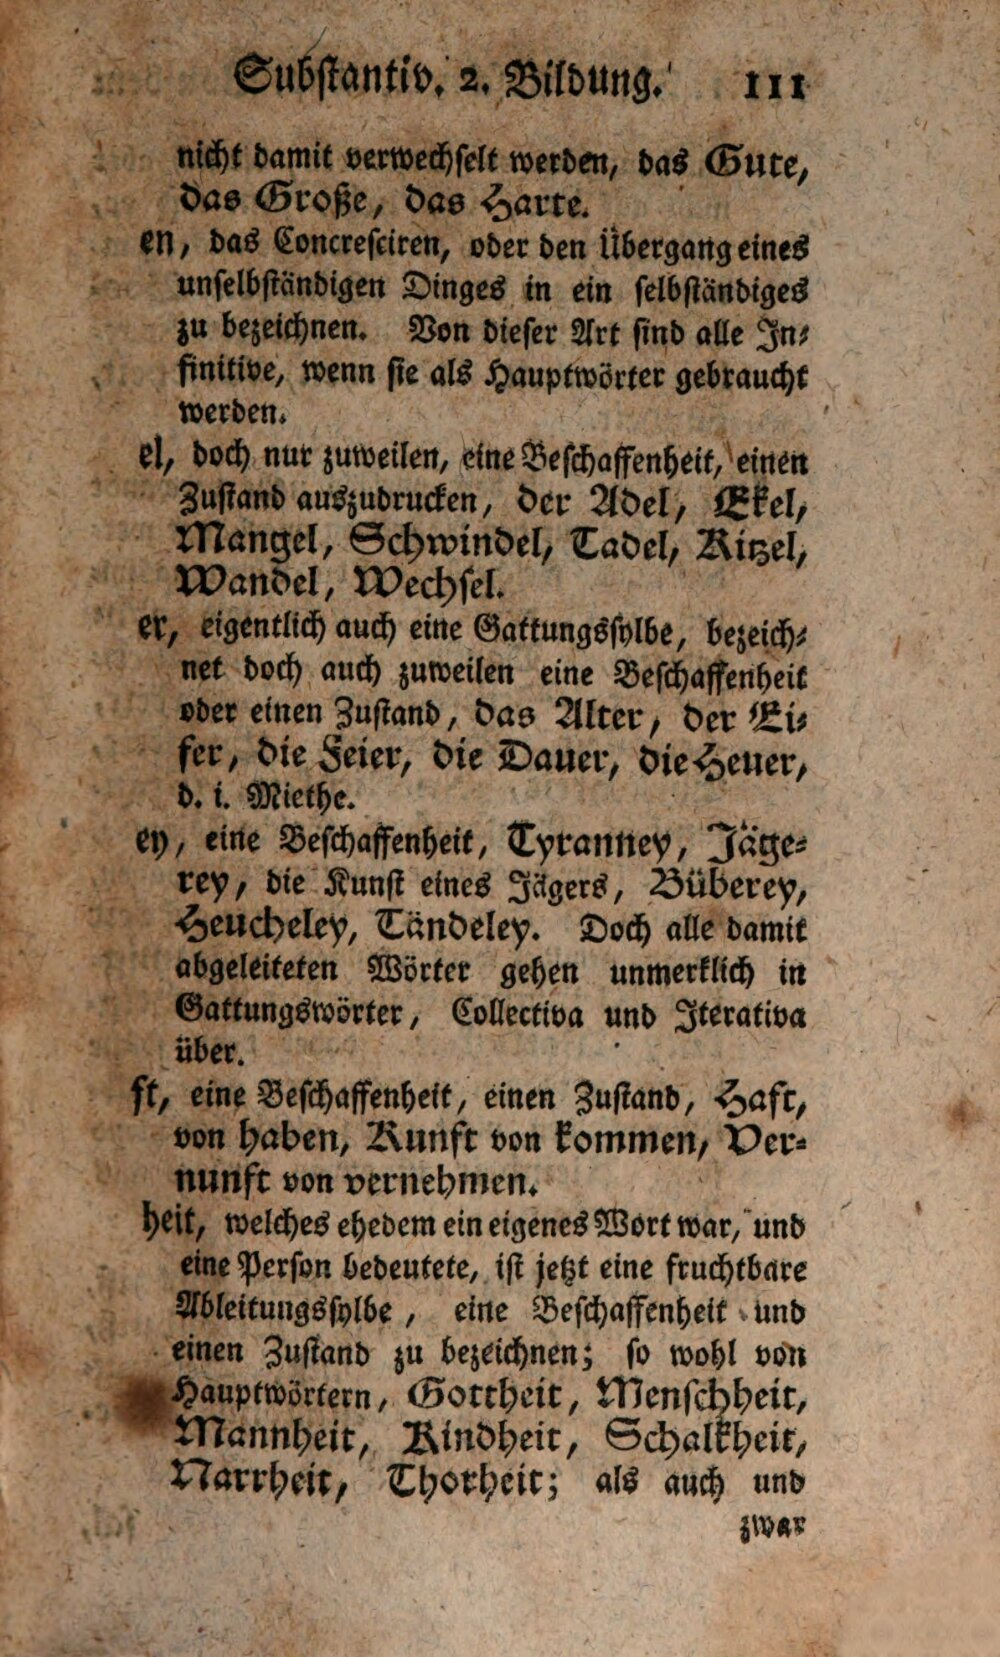 Substantiv. 2. Bildung. 111
nicht damit verwechselt werden, das Gute,
das Große, das Harte.
en, das Concresciren, oder den Übergang eines
unselbständigen Dinges in ein selbständiges
zu bezeichnen. Von dieser Art sind alle In-
finitive, wenn sie als Hauptwörter gebraucht
werden.
el, doch nur zuweilen, eine Beschaffenheit, einen
Zustand auszudrucken, der Adel, Ekel,
Mangel, Schwindel, Tadel, Kitzel,
Wandel, Wechsel.
er, eigentlich auch eine Gattungssylbe, bezeich-
net doch auch zuweilen eine Beschaffenheit
oder einen Zustand, das Alter, der Ei-
fer, die Feier, die Dauer, die Heuer,
d. i. Miethe.
ey, eine Beschaffenheit, Tyranney, Jäge-
rey, die Kunst eines Jägers, Büberey,
Heucheley, Tändeley. Doch alle damit
abgeleiteten Wörter gehen unmerklich in
Gattungswörter, Collectiva und Iterativa
über.
ft, eine Beschaffenheit, einen Zustand, Haft,
von haben, Kunft von kommen, Ver-
nunft von vernehmen.
heit, welches ehedem ein eigenes Wort war, und
eine Person bedeutete, ist jetzt eine fruchtbare
Ableitungssylbe, eine Beschaffenheit und
einen Zustand zu bezeichnen; so wohl von
Hauptwörtern, Gottheit, Menschheit,
Mannheit, Kindheit, Schalkheit,
Narrheit, Thorheit; als auch und
zwar